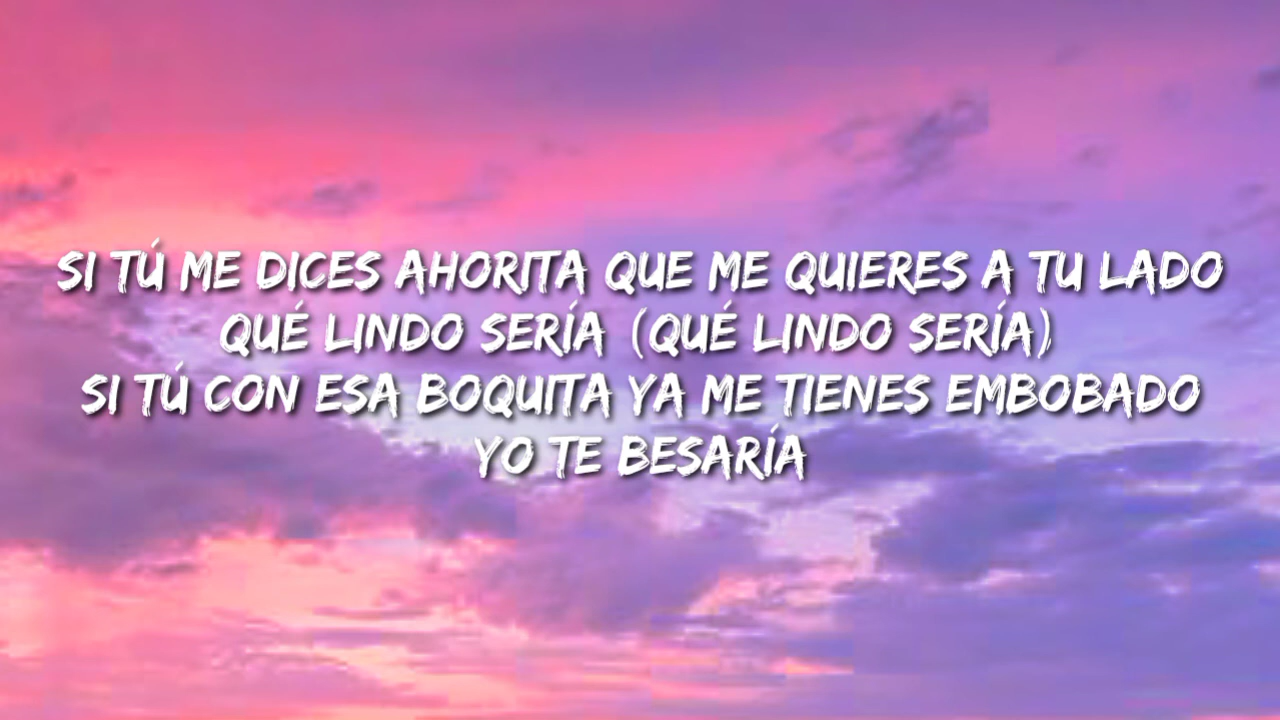 SI TÚ ME DICES AHORITA QUE ME QUIERES A TU LADO
QUÉ LINDO SERÍA (QUÉ LINDO SERÍA)
SI TÚ CON ESA BOQUITA YA ME TIENES EMBOBADO
YO TE BESARÍA